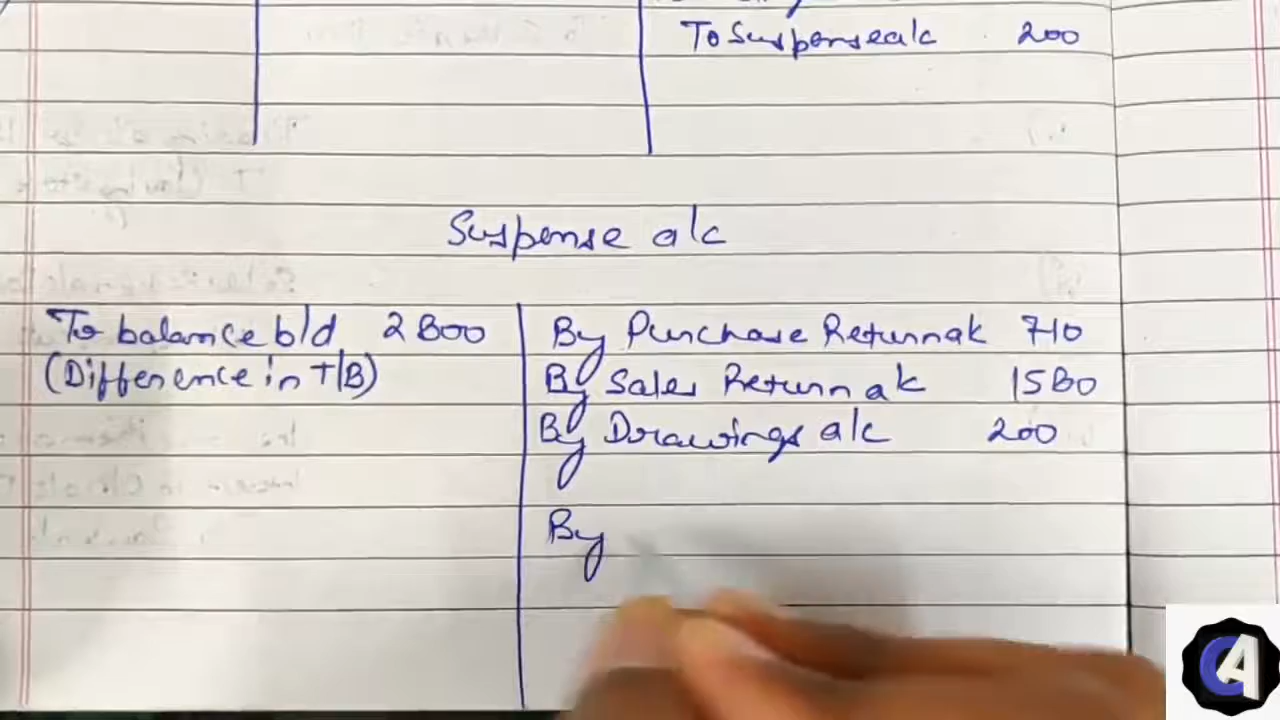 To Suspense a/c 200
Suspense a/c
To balance b/d 2800
(Difference in T/B)
By Purchase Return a/c 710
By Sales Return a/c 1580
By Drawings a/c 200
By
CA